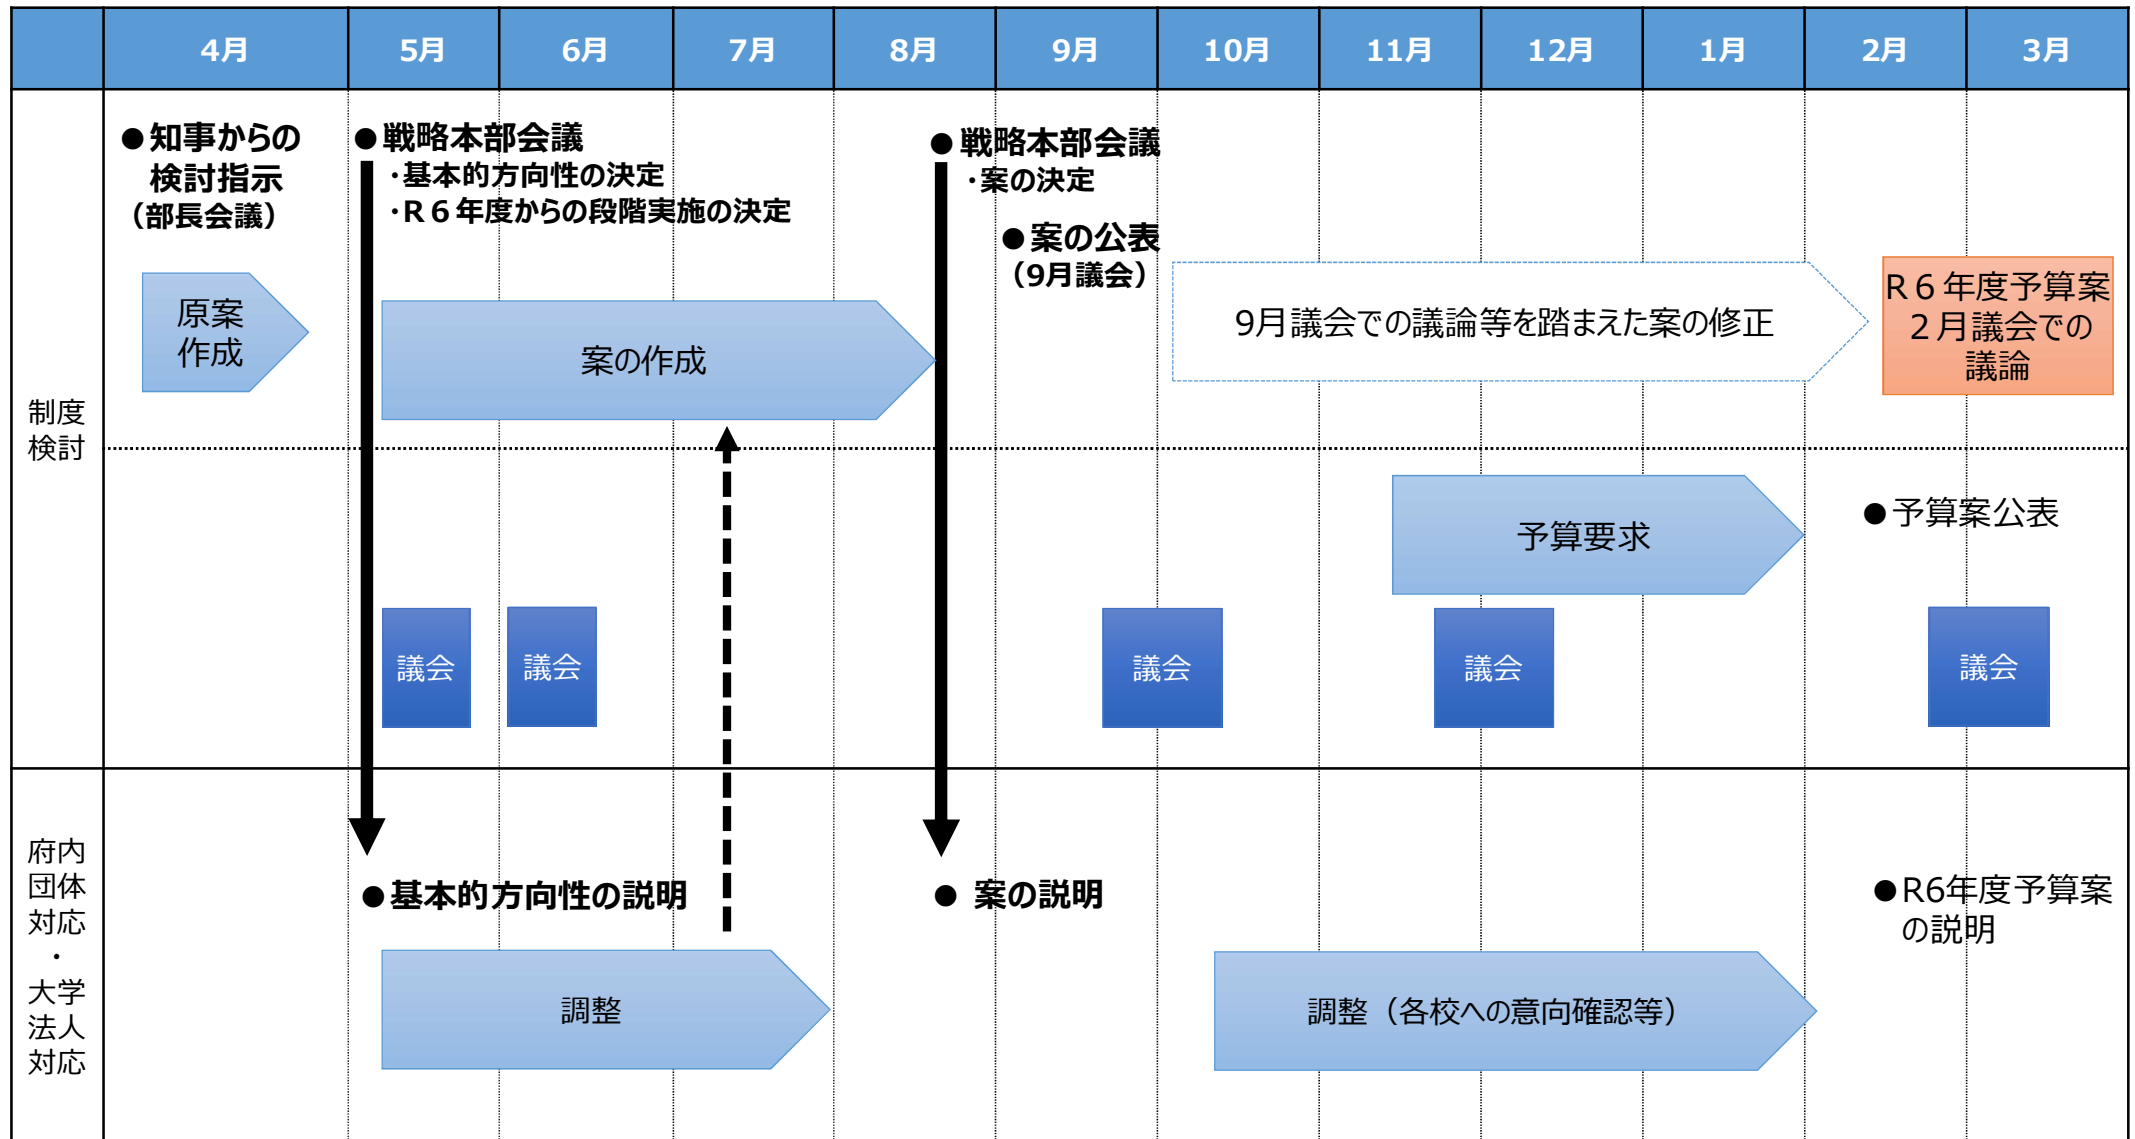 4月
5月
6月
7月
8月
9月
10月
11月
12月
1月
2月
3月
制度
検討
●知事からの
検討指示
（部長会議）
●戦略本部会議
・基本的方向性の決定
・R６年度からの段階実施の決定
●戦略本部会議
・案の決定
●案の公表
（9月議会）
原案
作成
案の作成
9月議会での議論等を踏まえた案の修正
R６年度予算案
２月議会での
議論
予算要求
●予算案公表
議会
議会
議会
議会
議会
府内
団体
対応
・
大学
法人
対応
●基本的方向性の説明
● 案の説明
●R6年度予算案
の説明
調整
調整（各校への意向確認等）